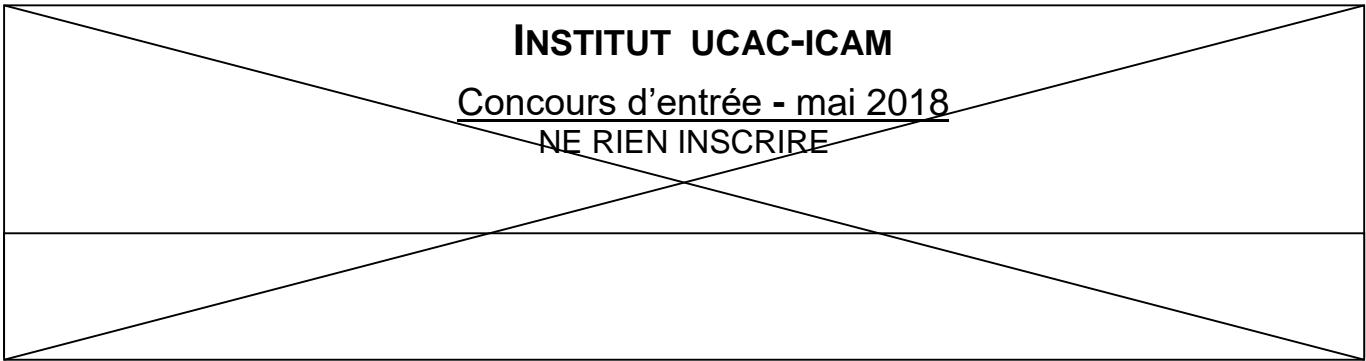 INSTITUT UCAC-ICAM
Concours d'entrée - mai 2018
NE RIEN INSCRIRE